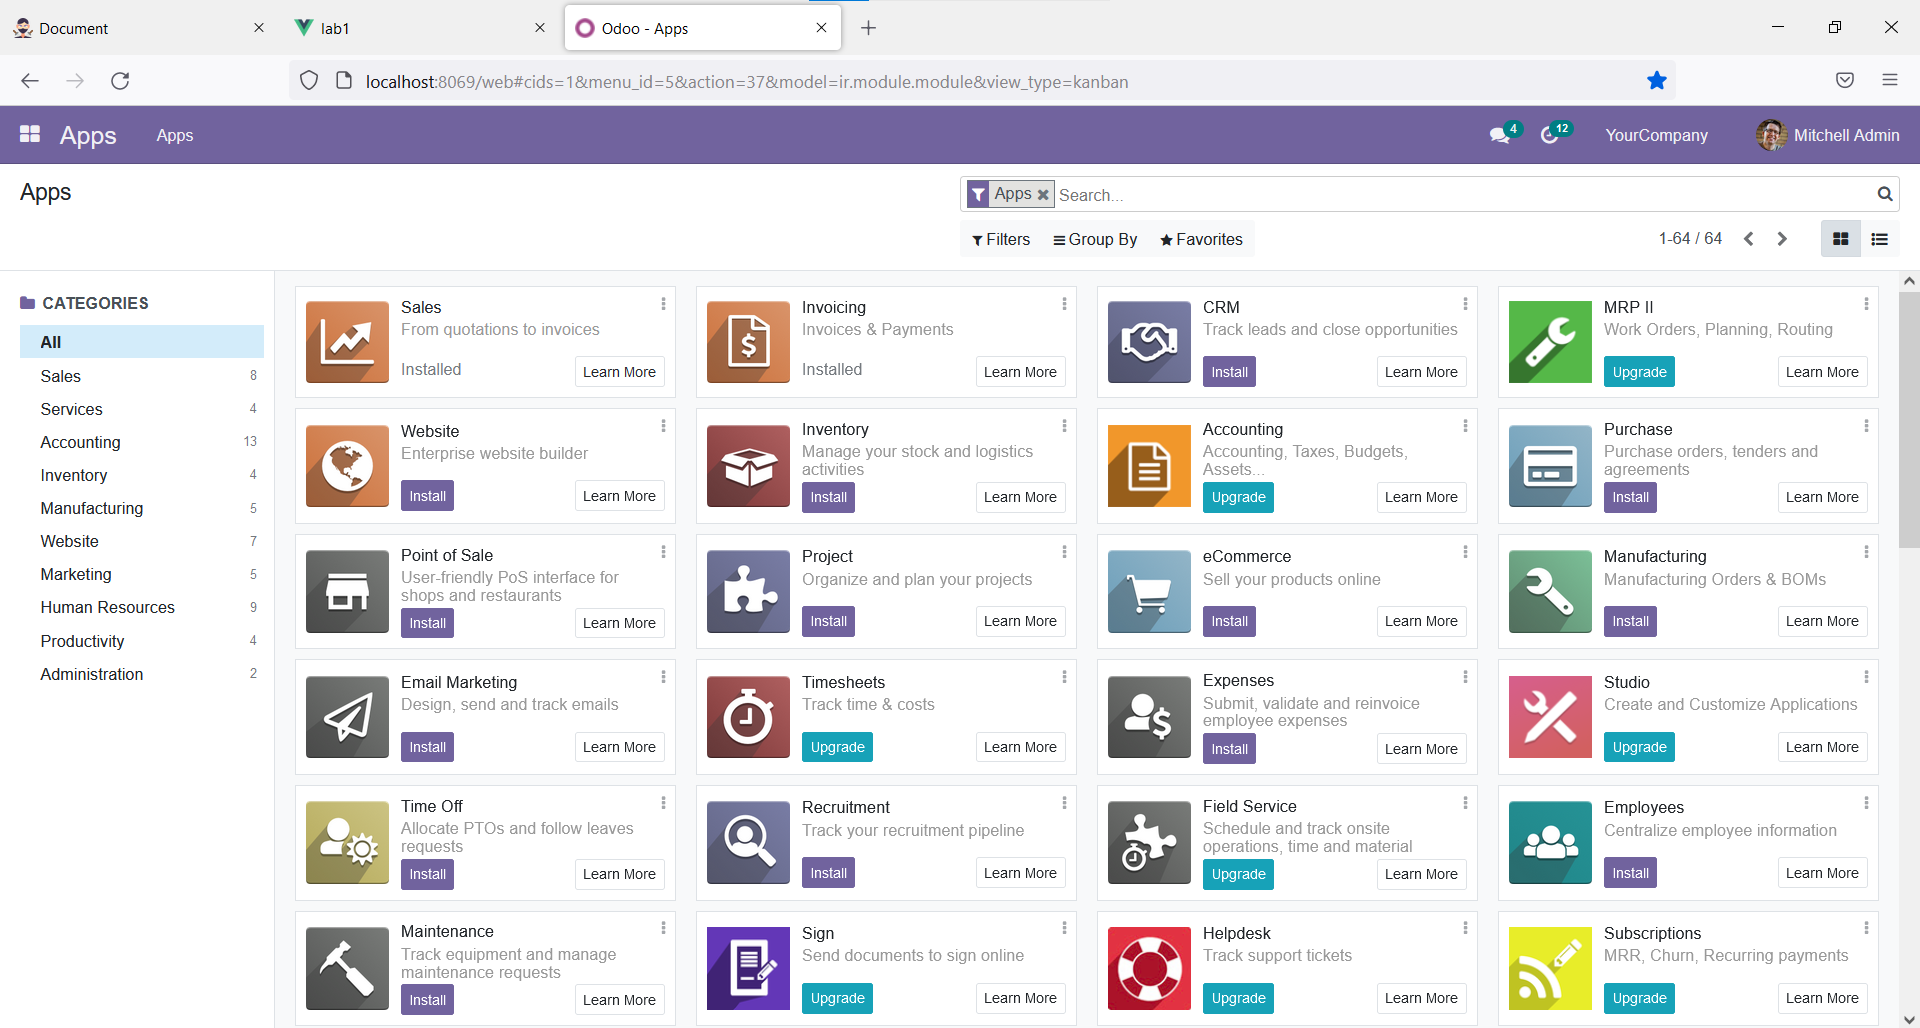 Document
lab1
Odoo - Apps
localhost:8069/web#cids=1&menu_id=5&action=37&model=ir.module.module&view_type=kanban
Apps
Apps
4
12
YourCompany
Mitchell Admin
Apps
Apps
Search...
Filters
Group By
Favorites
1-64 / 64
CATEGORIES
All
Sales 8
Services 4
Accounting 13
Inventory 4
Manufacturing 5
Website 7
Marketing 5
Human Resources 9
Productivity 4
Administration 2
Sales
From quotations to invoices
Installed
Learn More
Invoicing
Invoices & Payments
Installed
Learn More
CRM
Track leads and close opportunities
Install
Learn More
MRP II
Work Orders, Planning, Routing
Upgrade
Learn More
Website
Enterprise website builder
Install
Learn More
Inventory
Manage your stock and logistics
activities
Install
Learn More
Accounting
Accounting, Taxes, Budgets,
Assets...
Upgrade
Learn More
Purchase
Purchase orders, tenders and
agreements
Install
Learn More
Point of Sale
User-friendly PoS interface for
shops and restaurants
Install
Learn More
Project
Organize and plan your projects
Install
Learn More
eCommerce
Sell your products online
Install
Learn More
Manufacturing
Manufacturing Orders & BOMs
Install
Learn More
Email Marketing
Design, send and track emails
Install
Learn More
Timesheets
Track time & costs
Upgrade
Learn More
Expenses
Submit, validate and reinvoice
employee expenses
Install
Learn More
Studio
Create and Customize Applications
Upgrade
Learn More
Time Off
Allocate PTOs and follow leaves
requests
Install
Learn More
Recruitment
Track your recruitment pipeline
Install
Learn More
Field Service
Schedule and track onsite
operations, time and material
Upgrade
Learn More
Employees
Centralize employee information
Install
Learn More
Maintenance
Track equipment and manage
maintenance requests
Install
Learn More
Sign
Send documents to sign online
Upgrade
Learn More
Helpdesk
Track support tickets
Upgrade
Learn More
Subscriptions
MRR, Churn, Recurring payments
Upgrade
Learn More